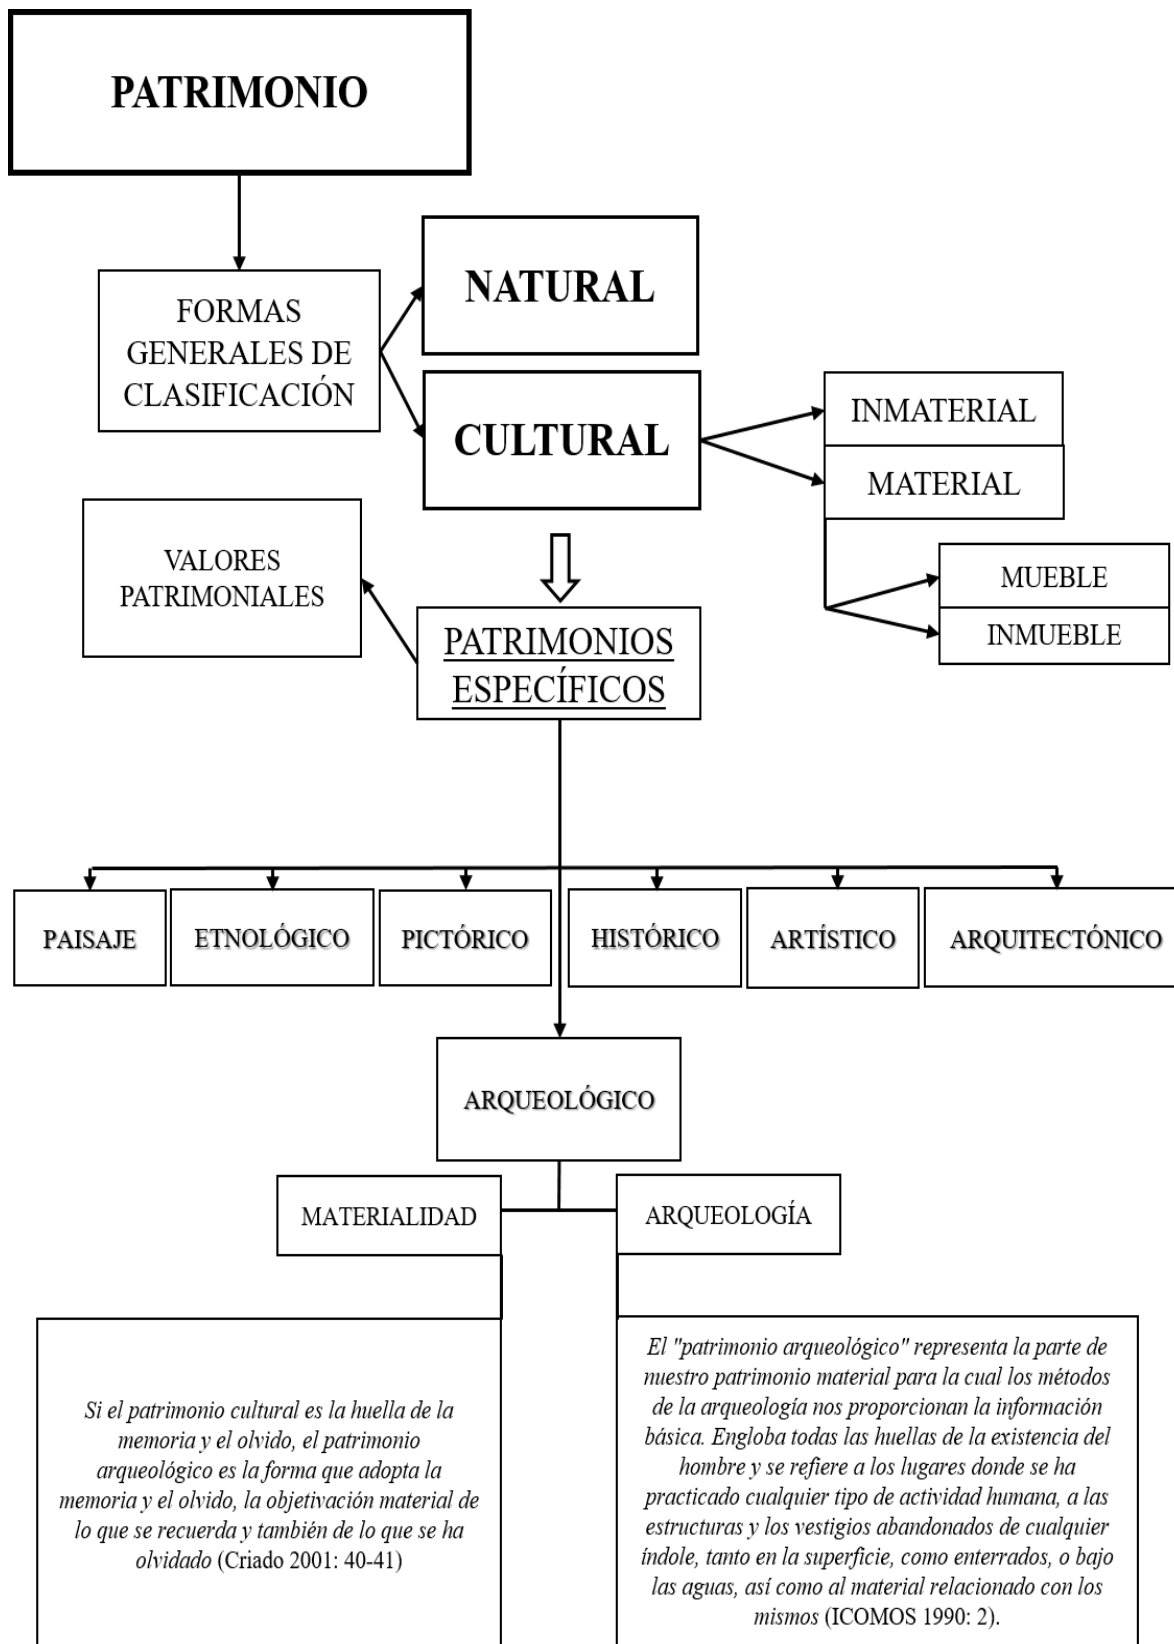 PATRIMONIO
FORMAS
GENERALES DE
CLASIFICACIÓN
NATURAL
CULTURAL
INMATERIAL
MATERIAL
MUEBLE
INMUEBLE
VALORES
PATRIMONIALES
PATRIMONIOS
ESPECÍFICOS
PAISAJE
ETNOLÓGICO
PICTÓRICO
HISTÓRICO
ARTÍSTICO
ARQUITECTÓNICO
ARQUEOLÓGICO
MATERIALIDAD
ARQUEOLOGÍA
Si el patrimonio cultural es la huella de la
memoria y el olvido, el patrimonio
arqueológico es la forma que adopta la
memoria y el olvido, la objetivación material de
lo que se recuerda y también de lo que se ha
olvidado (Criado 2001: 40-41)
El "patrimonio arqueológico" representa la parte de
nuestro patrimonio material para la cual los métodos
de la arqueología nos proporcionan la información
básica. Engloba todas las huellas de la existencia del
hombre y se refiere a los lugares donde se ha
practicado cualquier tipo de actividad humana, a las
estructuras y los vestigios abandonados de cualquier
índole, tanto en la superficie, como enterrados, o bajo
las aguas, así como al material relacionado con los
mismos (ICOMOS 1990: 2).